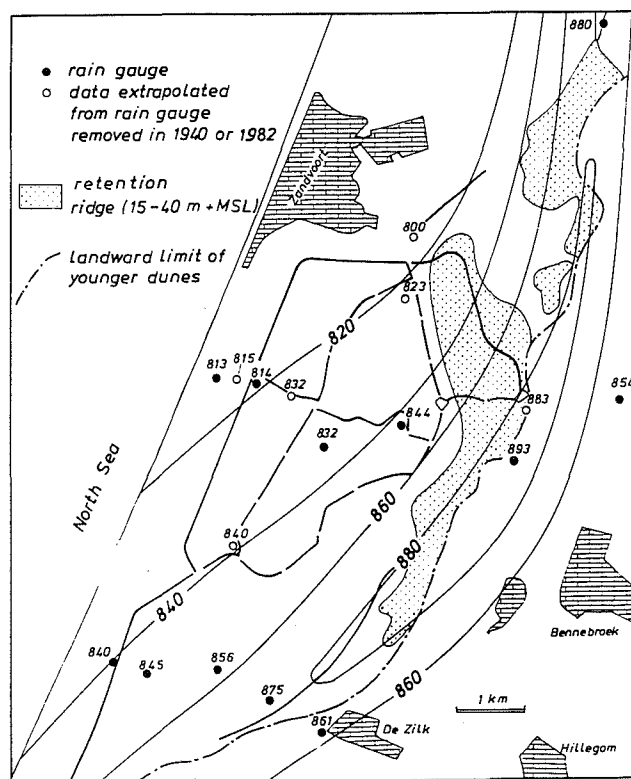 880
rain gauge
data extrapolated
from rain gauge
removed in 1940 or 1982
retention
ridge (15-40 m + MSL)
landward limit of
younger dunes
Zandvoort
800
823
820
813
815
814
832
854
883
844
832
893
North Sea
860
880
840
840
840
845
856
875
860
861
De Zilk
1 km
Bennebroek
Hillegom